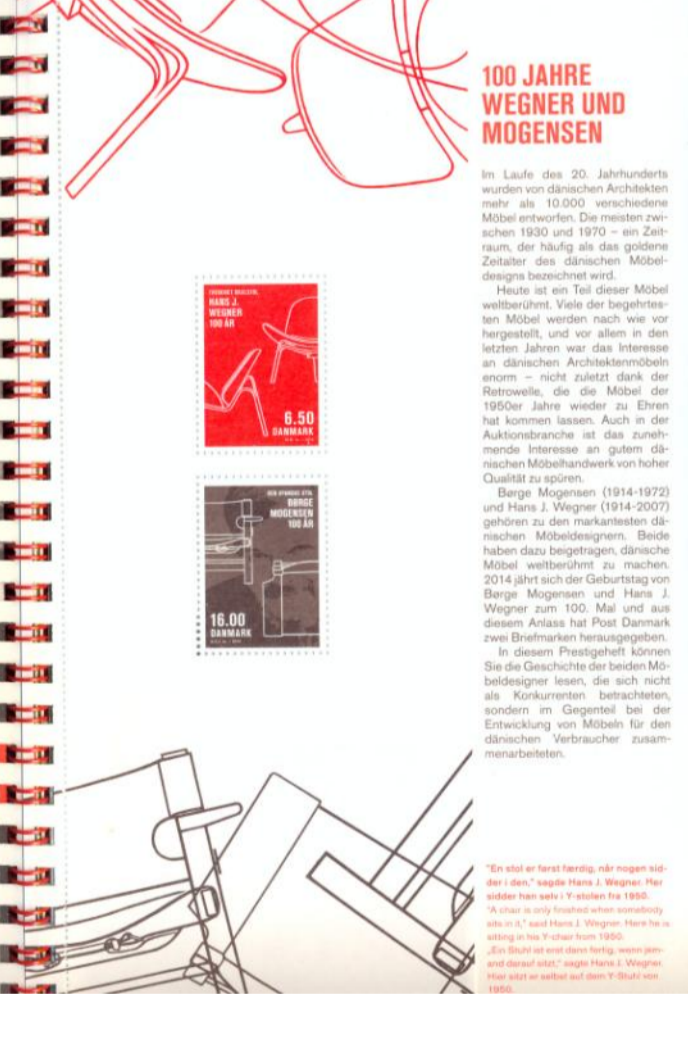 100 JAHRE
WEGNER UND
MOGENSEN
Im Laufe des 20. Jahrhunderts
wurden von dänischen Architekten
mehr als 10.000 verschiedene
Möbel entworfen. Die meisten zwi-
schen 1930 und 1970 – ein Zeit-
raum, der häufig als das goldene
Zeitalter des dänischen Möbel-
designs bezeichnet wird.
Heute ist ein Teil dieser Möbel
weltberühmt. Viele der begehrtes-
ten Möbel werden nach wie vor
hergestellt, und vor allem in den
letzten Jahren war das Interesse
an dänischen Architektenmöbeln
enorm – nicht zuletzt dank der
Retrowelle, die die Möbel der
1950er Jahre wieder zu Ehren
hat kommen lassen. Auch in der
Auktionsbranche ist das zuneh-
mende Interesse an gutem dä-
nischen Möbelhandwerk von hoher
Qualität zu spüren.
Børge Mogensen (1914-1972)
und Hans J. Wegner (1914-2007)
gehören zu den markantesten dä-
nischen Möbeldesignern. Beide
haben dazu beigetragen, dänische
Möbel weltberühmt zu machen.
2014 jährt sich der Geburtstag von
Børge Mogensen und Hans J.
Wegner zum 100. Mal und aus
diesem Anlass hat Post Danmark
zwei Briefmarken herausgegeben.
In diesem Prestigeheft können
Sie die Geschichte der beiden Mö-
beldesigner lesen, die sich nicht
als Konkurrenten betrachteten,
sondern im Gegenteil bei der
Entwicklung von Möbeln für den
dänischen Verbraucher zusam-
menarbeiteten.
HANS J.
WEGNER
100 ÅR
6.50
DANMARK
DEN SPANSKE STOL
BØRGE
MOGENSEN
100 ÅR
16.00
DANMARK
"En stol er først færdig, når nogen sid-
der i den," sagde Hans J. Wegner. Her
sidder han selv i Y-stolen fra 1950.
"A chair is only finished when somebody
sits in it," said Hans J. Wegner. Here he is
sitting in his Y-chair from 1950.
„Ein Stuhl ist erst dann fertig, wenn jem-
and darauf sitzt," sagte Hans J. Wegner.
Hier sitzt er selbst auf dem Y-Stuhl von
1950.